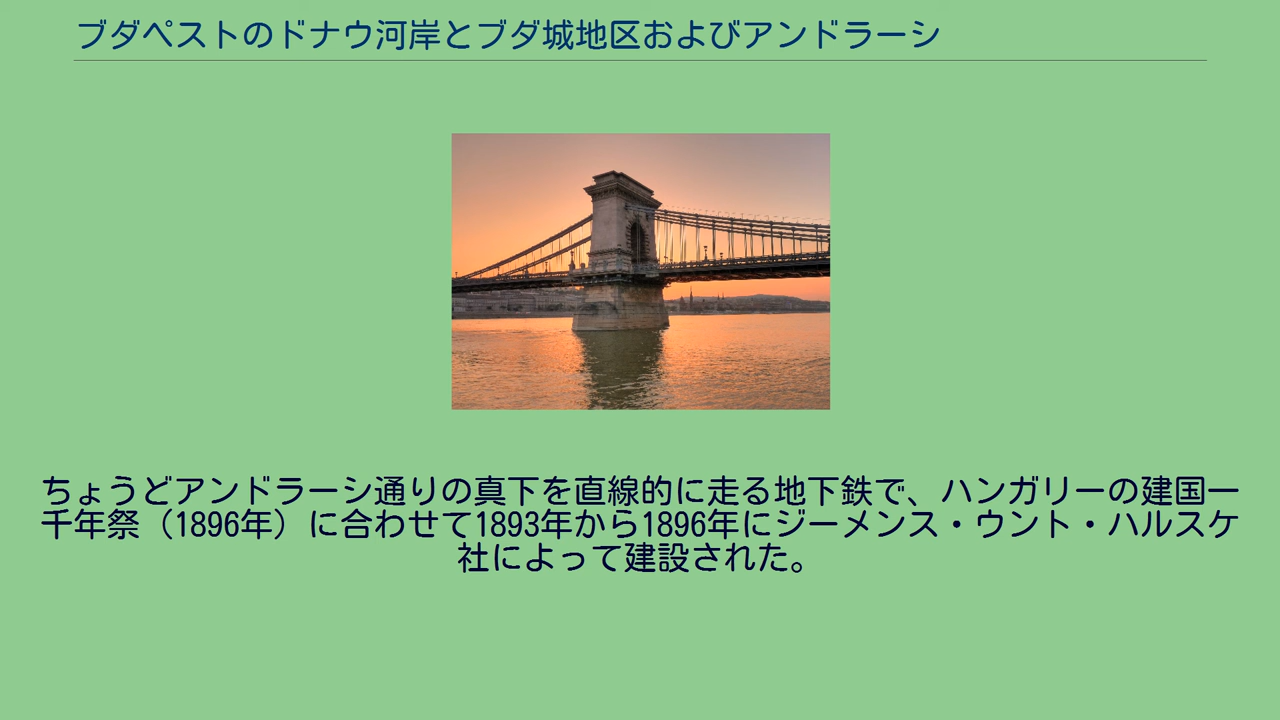 ブダペストのドナウ河岸とブダ城地区およびアンドラーシ
ちょうどアンドラーシ通りの真下を直線的に走る地下鉄で、ハンガリーの建国一
千年祭（1896年）に合わせて1893年から1896年にジーメンス・ウント・ハルスケ
社によって建設された。